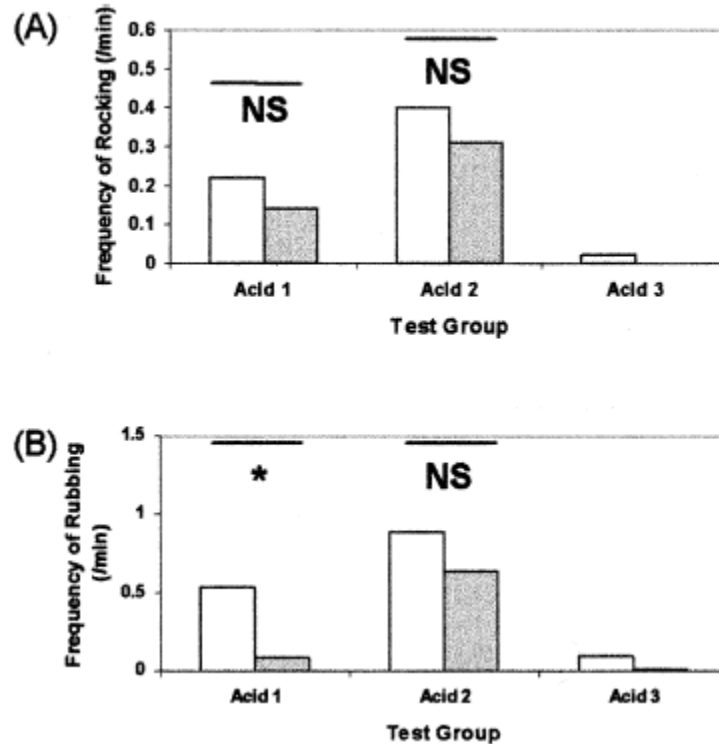 (A)
Frequency of Rocking (/min)
0.6
0.5
0.4
0.3
0.2
0.1
0
NS
NS
Acid 1
Acid 2
Acid 3
Test Group
(B)
Frequency of Rubbing
(/min)
1.5
1
0.5
0
*
NS
Acid 1
Acid 2
Acid 3
Test Group